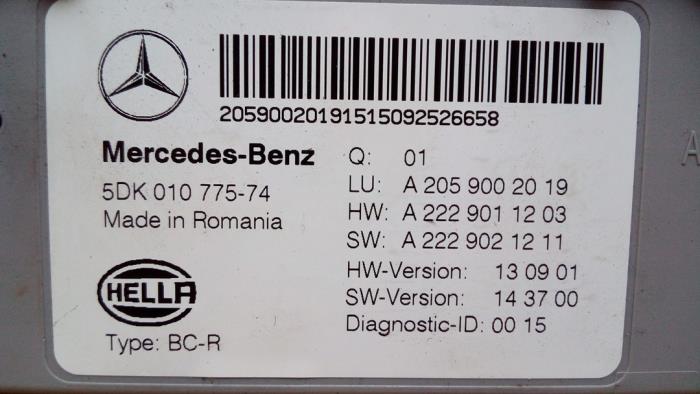 20590020191515092526658
Mercedes-Benz
5DK 010 775-74
Made in Romania
HELLA
Type: BC-R
Q: 01
LU: A 205 900 20 19
HW: A 222 901 12 03
SW: A 222 902 12 11
HW-Version: 13 09 01
SW-Version: 14 37 00
Diagnostic-ID: 00 15
A